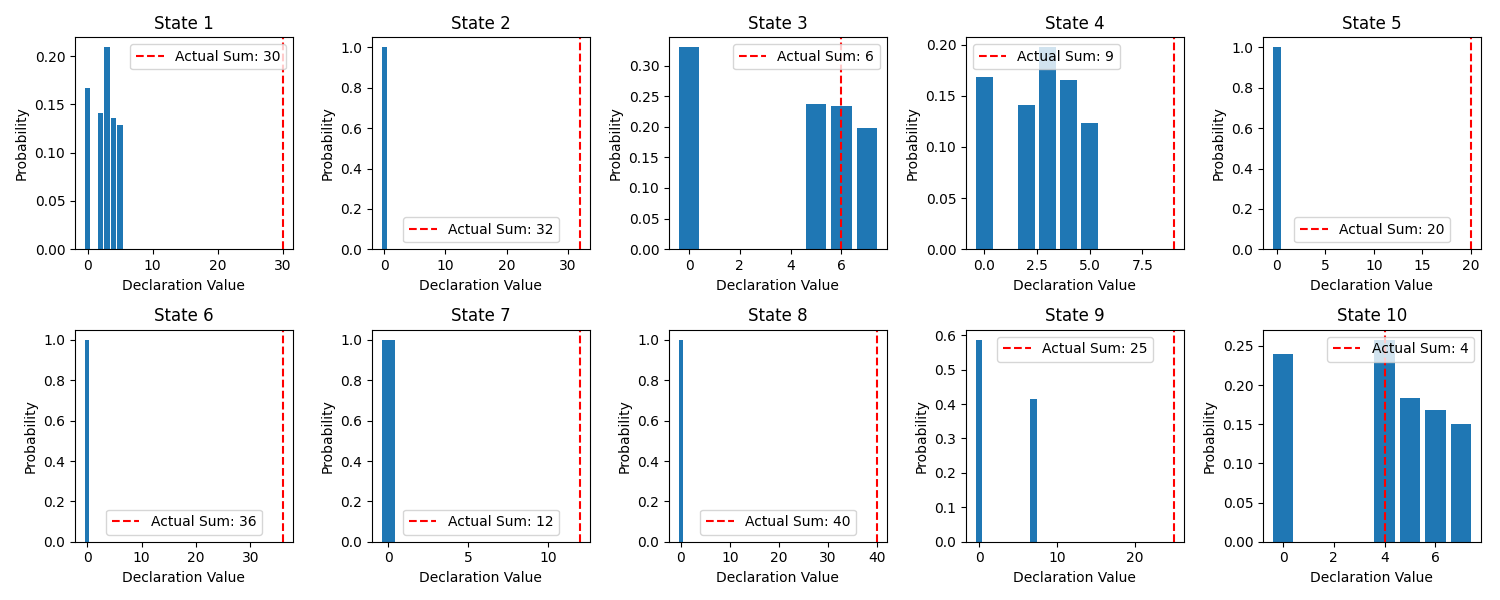 State 1
Probability
0.20
0.15
0.10
0.05
0.00
Actual Sum: 30
0 10 20 30
Declaration Value
State 2
Probability
1.0
0.8
0.6
0.4
0.2
0.0
Actual Sum: 32
0 10 20 30
Declaration Value
State 3
Probability
0.30
0.25
0.20
0.15
0.10
0.05
0.00
Actual Sum: 6
0 2 4 6
Declaration Value
State 4
Probability
0.20
0.15
0.10
0.05
0.00
Actual Sum: 9
0.0 2.5 5.0 7.5
Declaration Value
State 5
Probability
1.0
0.8
0.6
0.4
0.2
0.0
Actual Sum: 20
0 5 10 15 20
Declaration Value
State 6
Probability
1.0
0.8
0.6
0.4
0.2
0.0
Actual Sum: 36
0 10 20 30
Declaration Value
State 7
Probability
1.0
0.8
0.6
0.4
0.2
0.0
Actual Sum: 12
0 5 10
Declaration Value
State 8
Probability
1.0
0.8
0.6
0.4
0.2
0.0
Actual Sum: 40
0 10 20 30 40
Declaration Value
State 9
Probability
0.6
0.5
0.4
0.3
0.2
0.1
0.0
Actual Sum: 25
0 10 20
Declaration Value
State 10
Probability
0.25
0.20
0.15
0.10
0.05
0.00
Actual Sum: 4
0 2 4 6
Declaration Value